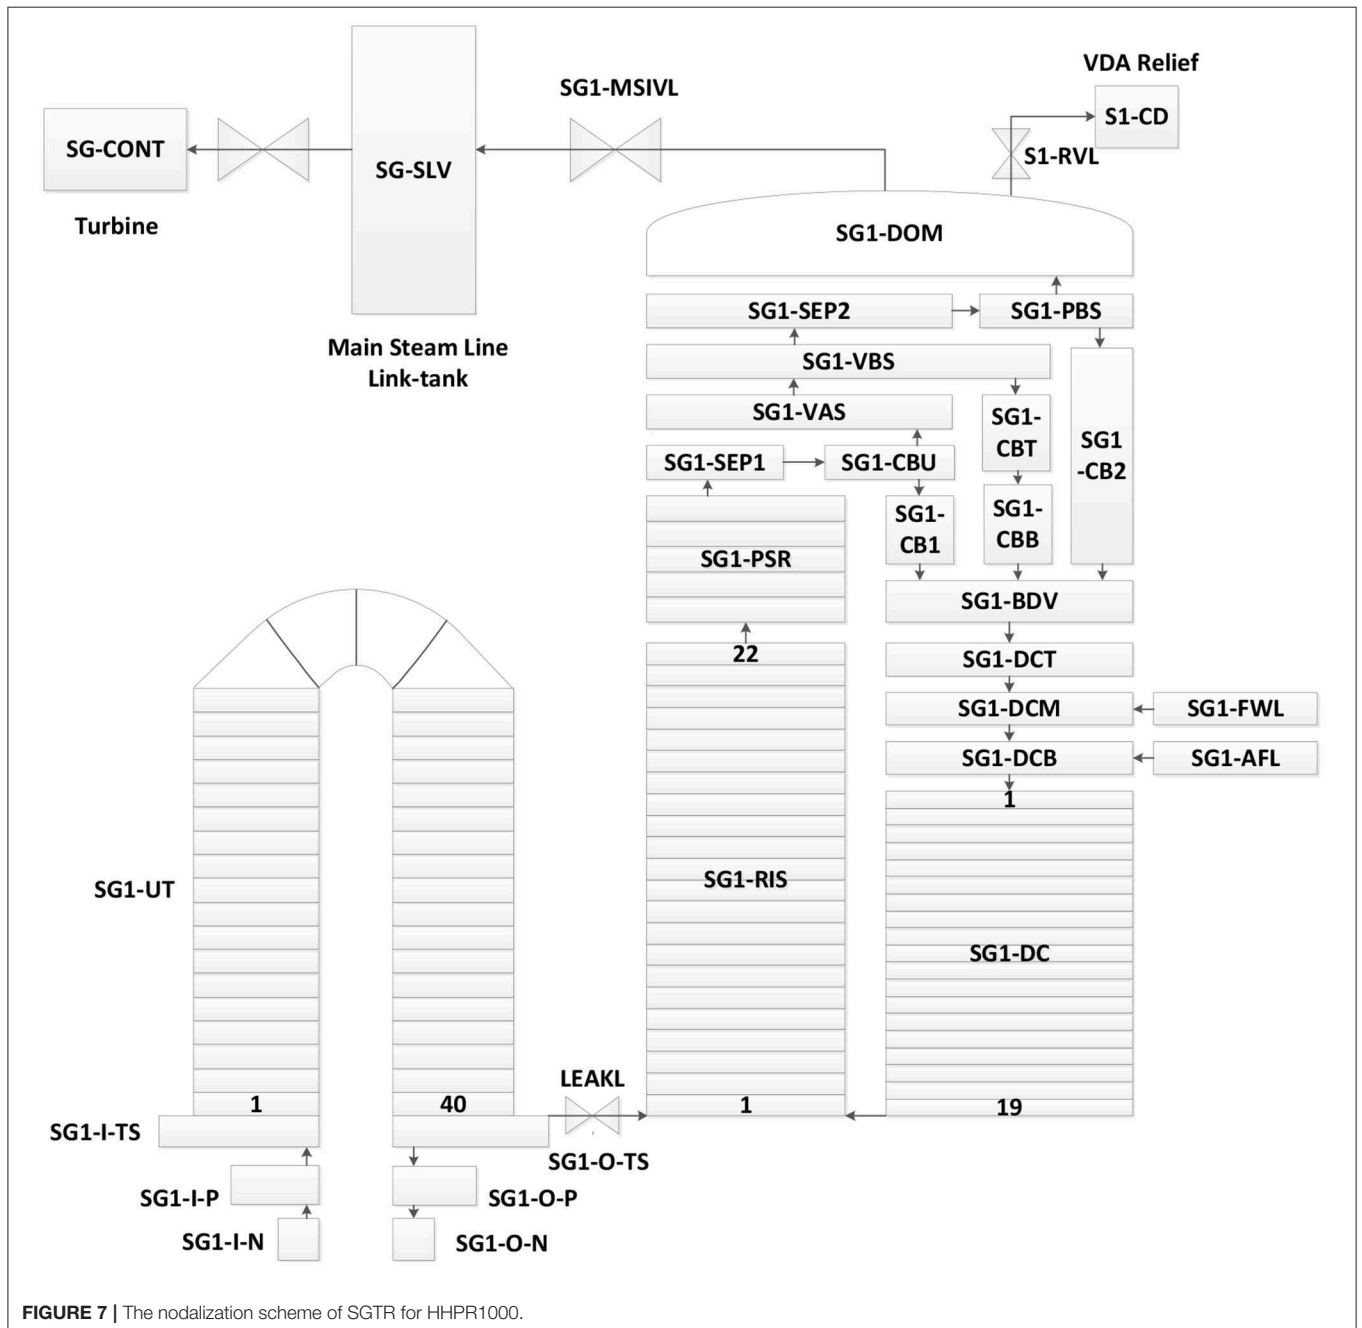 VDA Relief
SG1-MSIVL
S1-CD
SG-CONT
SG-SLV
S1-RVL
Turbine
SG1-DOM
Main Steam Line
Link-tank
SG1-SEP2
SG1-PBS
SG1-VBS
SG1-VAS
SG1-
CBT
SG1
-CB2
SG1-SEP1
SG1-CBU
SG1-
CB1
SG1-
CBB
SG1-PSR
SG1-BDV
22
SG1-DCT
SG1-DCM
SG1-FWL
SG1-DCB
SG1-AFL
1
SG1-UT
SG1-RIS
SG1-DC
LEAKL
1
40
1
19
SG1-I-TS
SG1-O-TS
SG1-I-P
SG1-O-P
SG1-I-N
SG1-O-N
FIGURE 7 | The nodalization scheme of SGTR for HHPR1000.